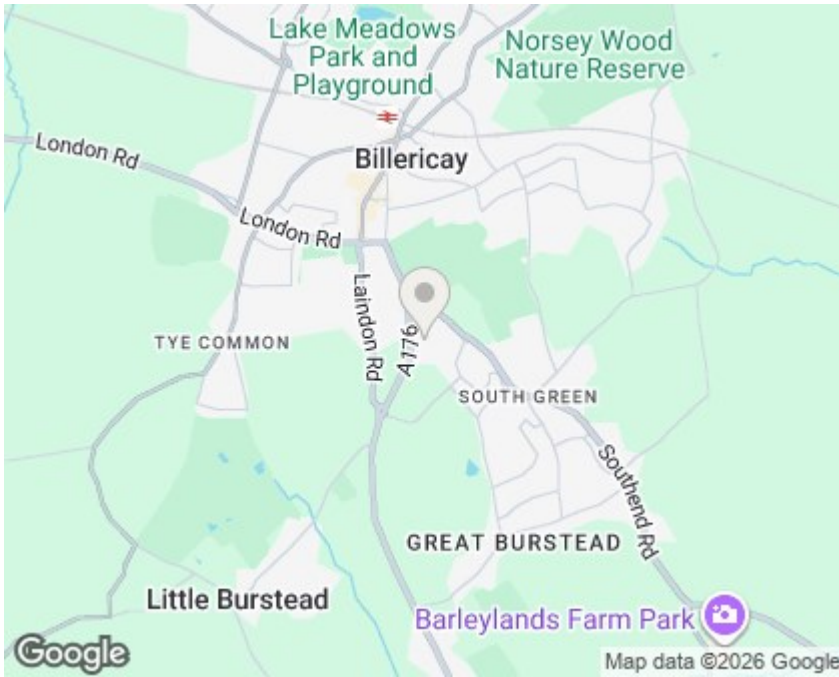 Lake Meadows
Park and
Playground
Norsey Wood
Nature Reserve
London Rd
Billericay
London Rd
Laindon Rd
A176
TYE COMMON
SOUTH GREEN
Southend Rd
GREAT BURSTEAD
Little Burstead
Barleylands Farm Park
Google
Map data ©2026 Google